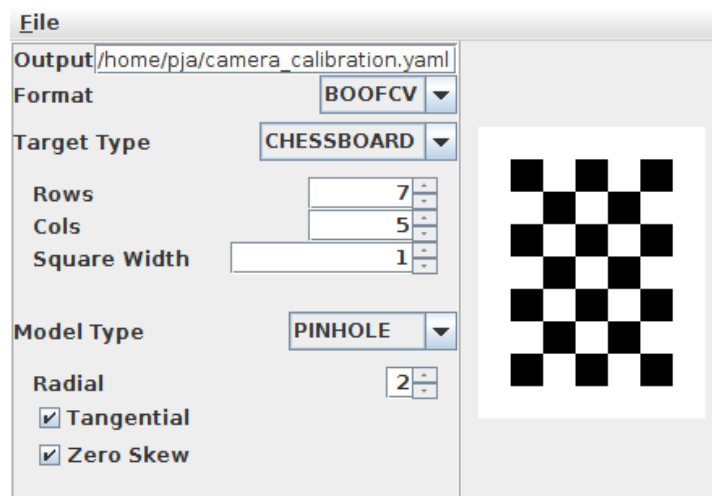 File
Output /home/pja/camera_calibration.yaml
Format BOOFCV
Target Type CHESSBOARD
Rows 7
Cols 5
Square Width 1
Model Type PINHOLE
Radial 2
Tangential
Zero Skew